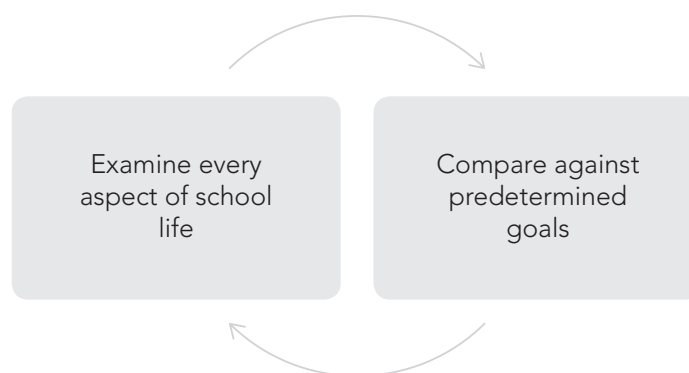 Examine every
aspect of school
life
Compare against
predetermined
goals